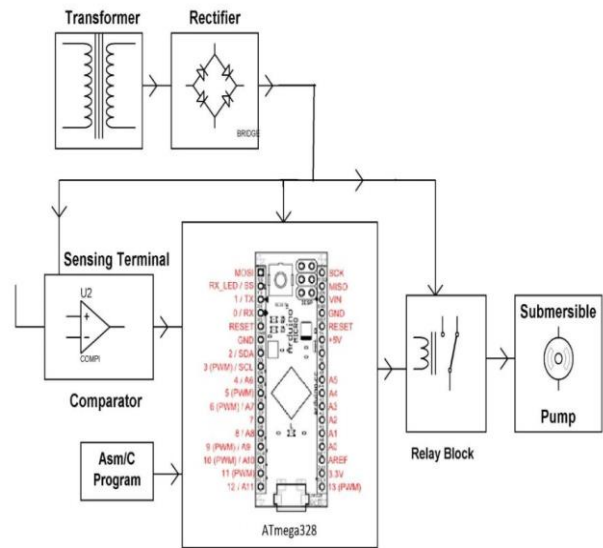 Transformer
Rectifier
BRIDGE
Sensing Terminal
U2
COMPI
Comparator
Asm/C
Program
MOSI
RX_LED / SS
1 / TX
0 / RX
RESET
GND
2 / SDA
3 (PWM) / SCL
4 / A6
5 (PWM)
6 (PWM) / A7
7
8 / A8
9 (PWM) / A9
10 (PWM) / A10
11 (PWM)
12 / A11
Arduino
MICRO
SCK
MISO
VIN
GND
RESET
+5V
A5
A4
A3
A2
A1
A0
AREF
3.3V
13 (PWM)
ATmega328
Relay Block
Submersible
Pump